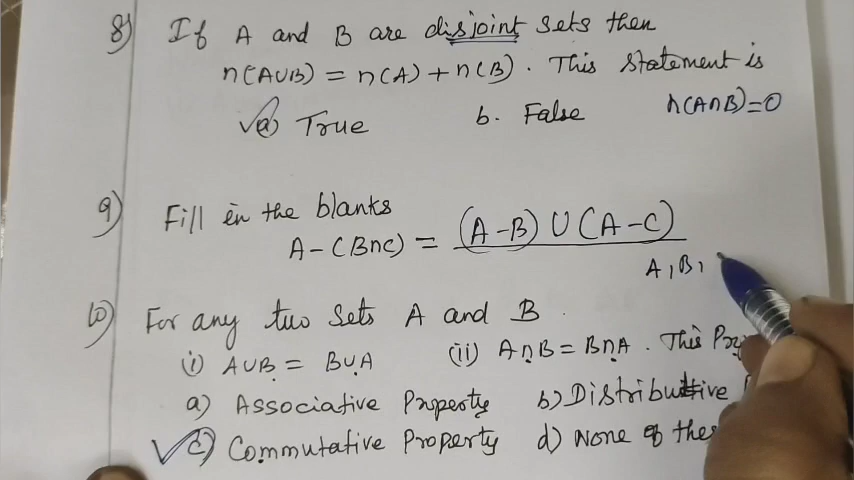 8) If A and B are disjoint sets then
n(A∪B) = n(A) + n(B). This statement is
a) True b. False n(A∩B)=0
9) Fill in the blanks
A-(B∩C) = (A-B) ∪ (A-C)
A, B,
10) For any two sets A and B.
(i) A∪B = B∪A (ii) A∩B = B∩A. This
a) Associative Property b) Distributive
c) Commutative Property d) None of